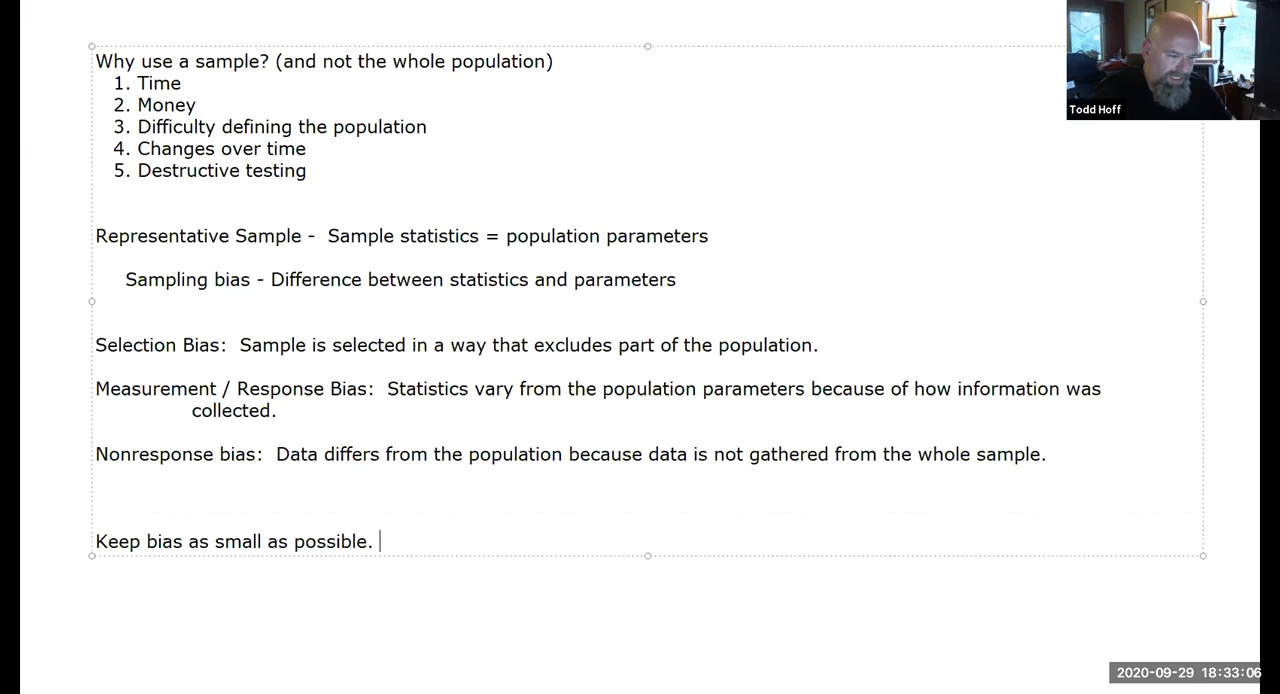 Why use a sample? (and not the whole population)
1. Time
2. Money
3. Difficulty defining the population
4. Changes over time
5. Destructive testing
Representative Sample -  Sample statistics = population parameters
Sampling bias - Difference between statistics and parameters
Selection Bias:  Sample is selected in a way that excludes part of the population.
Measurement / Response Bias:  Statistics vary from the population parameters because of how information was
collected.
Nonresponse bias:  Data differs from the population because data is not gathered from the whole sample.
Keep bias as small as possible.
Todd Hoff
2020-09-29 18:33:06